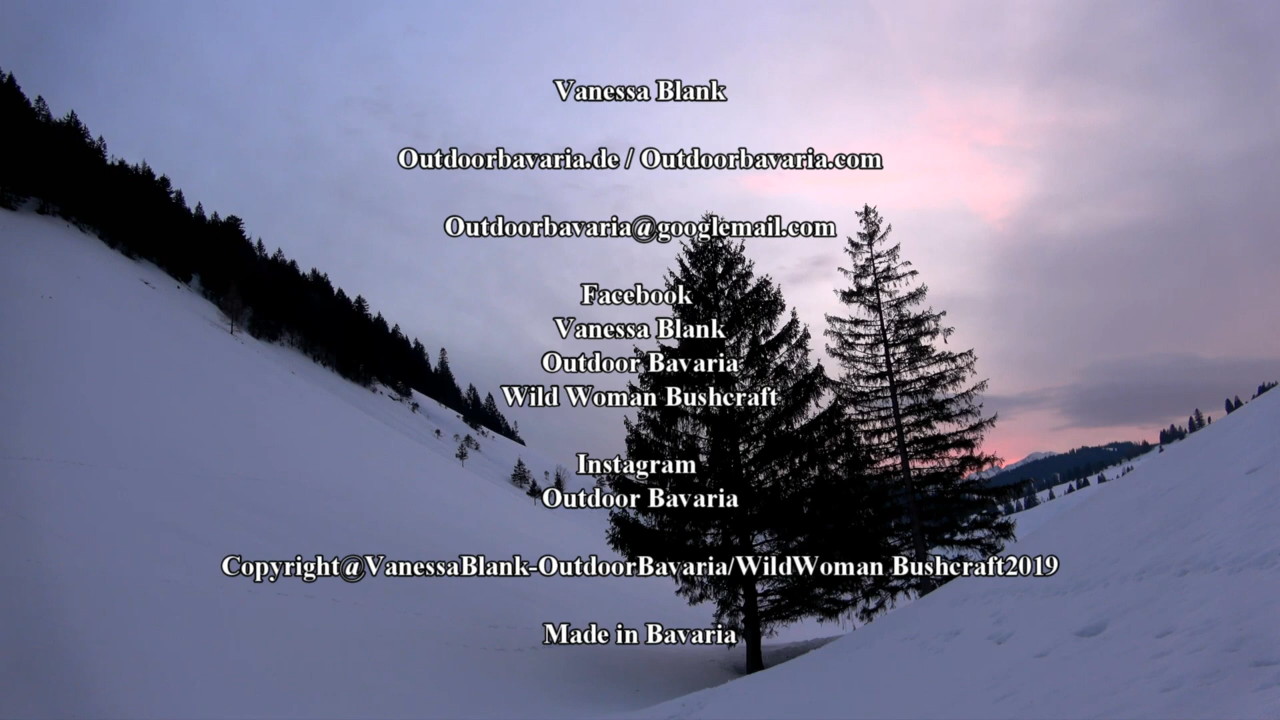 Vanessa Blank
Outdoorbavaria.de / Outdoorbavaria.com
Outdoorbavaria@googlemail.com
Facebook
Vanessa Blank
Outdoor Bavaria
Wild Woman Bushcraft
Instagram
Outdoor Bavaria
Copyright@VanessaBlank-OutdoorBavaria/WildWoman Bushcraft2019
Made in Bavaria